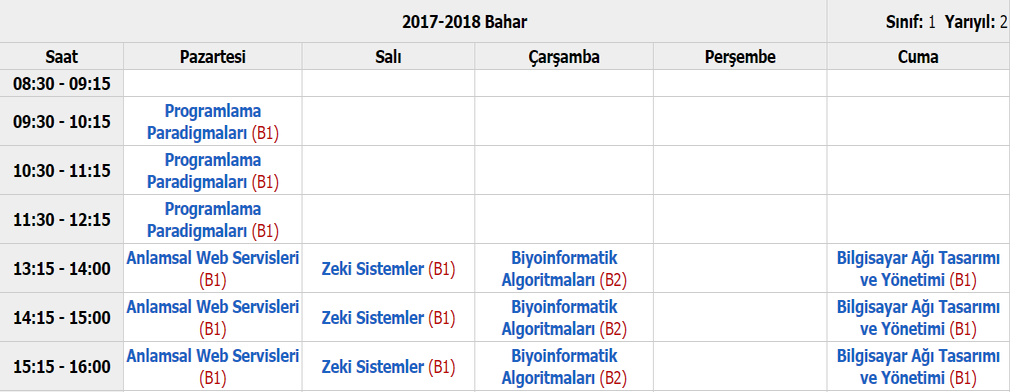 2017-2018 Bahar Sınıf: 1 Yarıyıl: 2
Saat Pazartesi Salı Çarşamba Perşembe Cuma
08:30 - 09:15
09:30 - 10:15 Programlama
Paradigmaları (B1)
10:30 - 11:15 Programlama
Paradigmaları (B1)
11:30 - 12:15 Programlama
Paradigmaları (B1)
13:15 - 14:00 Anlamsal Web Servisleri
(B1)
Zeki Sistemler (B1)
Biyoinformatik
Algoritmaları (B2)
Bilgisayar Ağı Tasarımı
ve Yönetimi (B1)
14:15 - 15:00 Anlamsal Web Servisleri
(B1)
Zeki Sistemler (B1)
Biyoinformatik
Algoritmaları (B2)
Bilgisayar Ağı Tasarımı
ve Yönetimi (B1)
15:15 - 16:00 Anlamsal Web Servisleri
(B1)
Zeki Sistemler (B1)
Biyoinformatik
Algoritmaları (B2)
Bilgisayar Ağı Tasarımı
ve Yönetimi (B1)